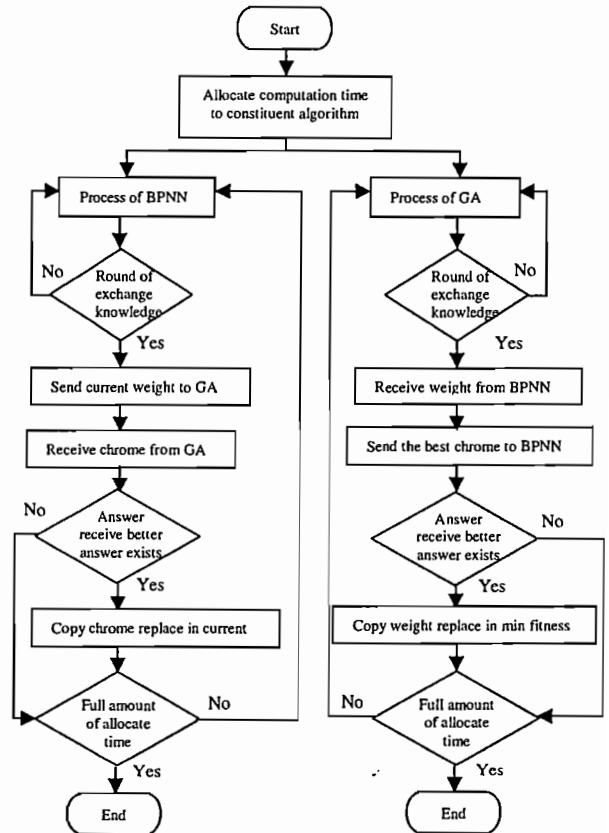 Start
Allocate computation time
to constituent algorithm
Process of BPNN
No
Round of
exchange
knowledge
Yes
Send current weight to GA
Receive chrome from GA
No
Answer
receive better
answer exists
Yes
Copy chrome replace in current
Full amount
of allocate
time
No
Yes
End
Process of GA
Round of
exchange
knowledge
No
Yes
Receive weight from BPNN
Send the best chrome to BPNN
Answer
receive better
answer exists
No
Yes
Copy weight replace in min fitness
No
Full amount
of allocate
time
Yes
End